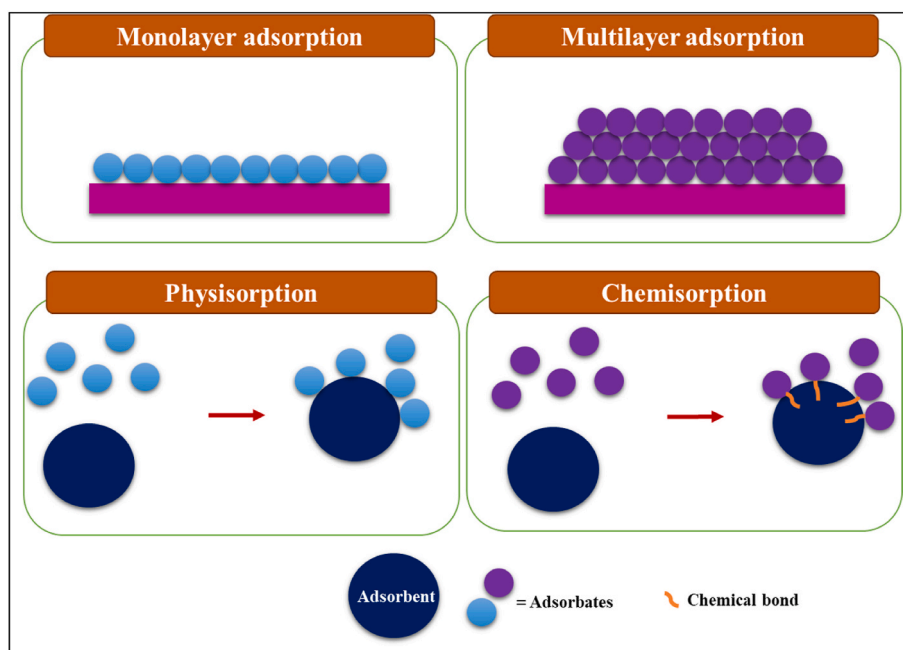 Monolayer adsorption
Multilayer adsorption
Physisorption
Chemisorption
Adsorbent
= Adsorbates
Chemical bond